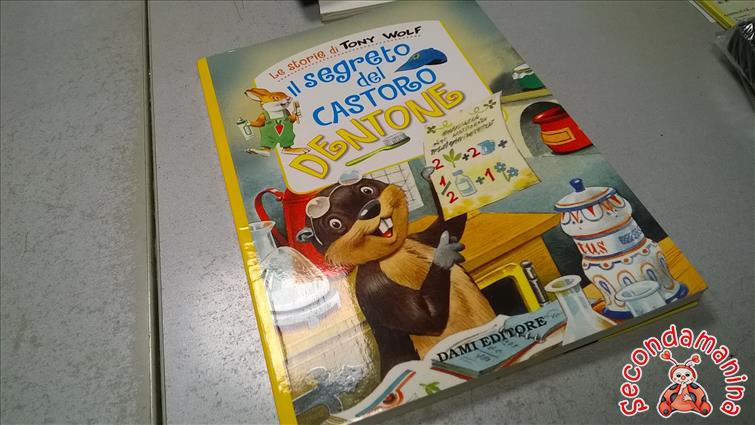 Le storie di TONY WOLF
Il SEGRETO
del
CASTORO
DENTONE
2 + 2 +
1/2 + 1
DAMI EDITORE
Secondamanina